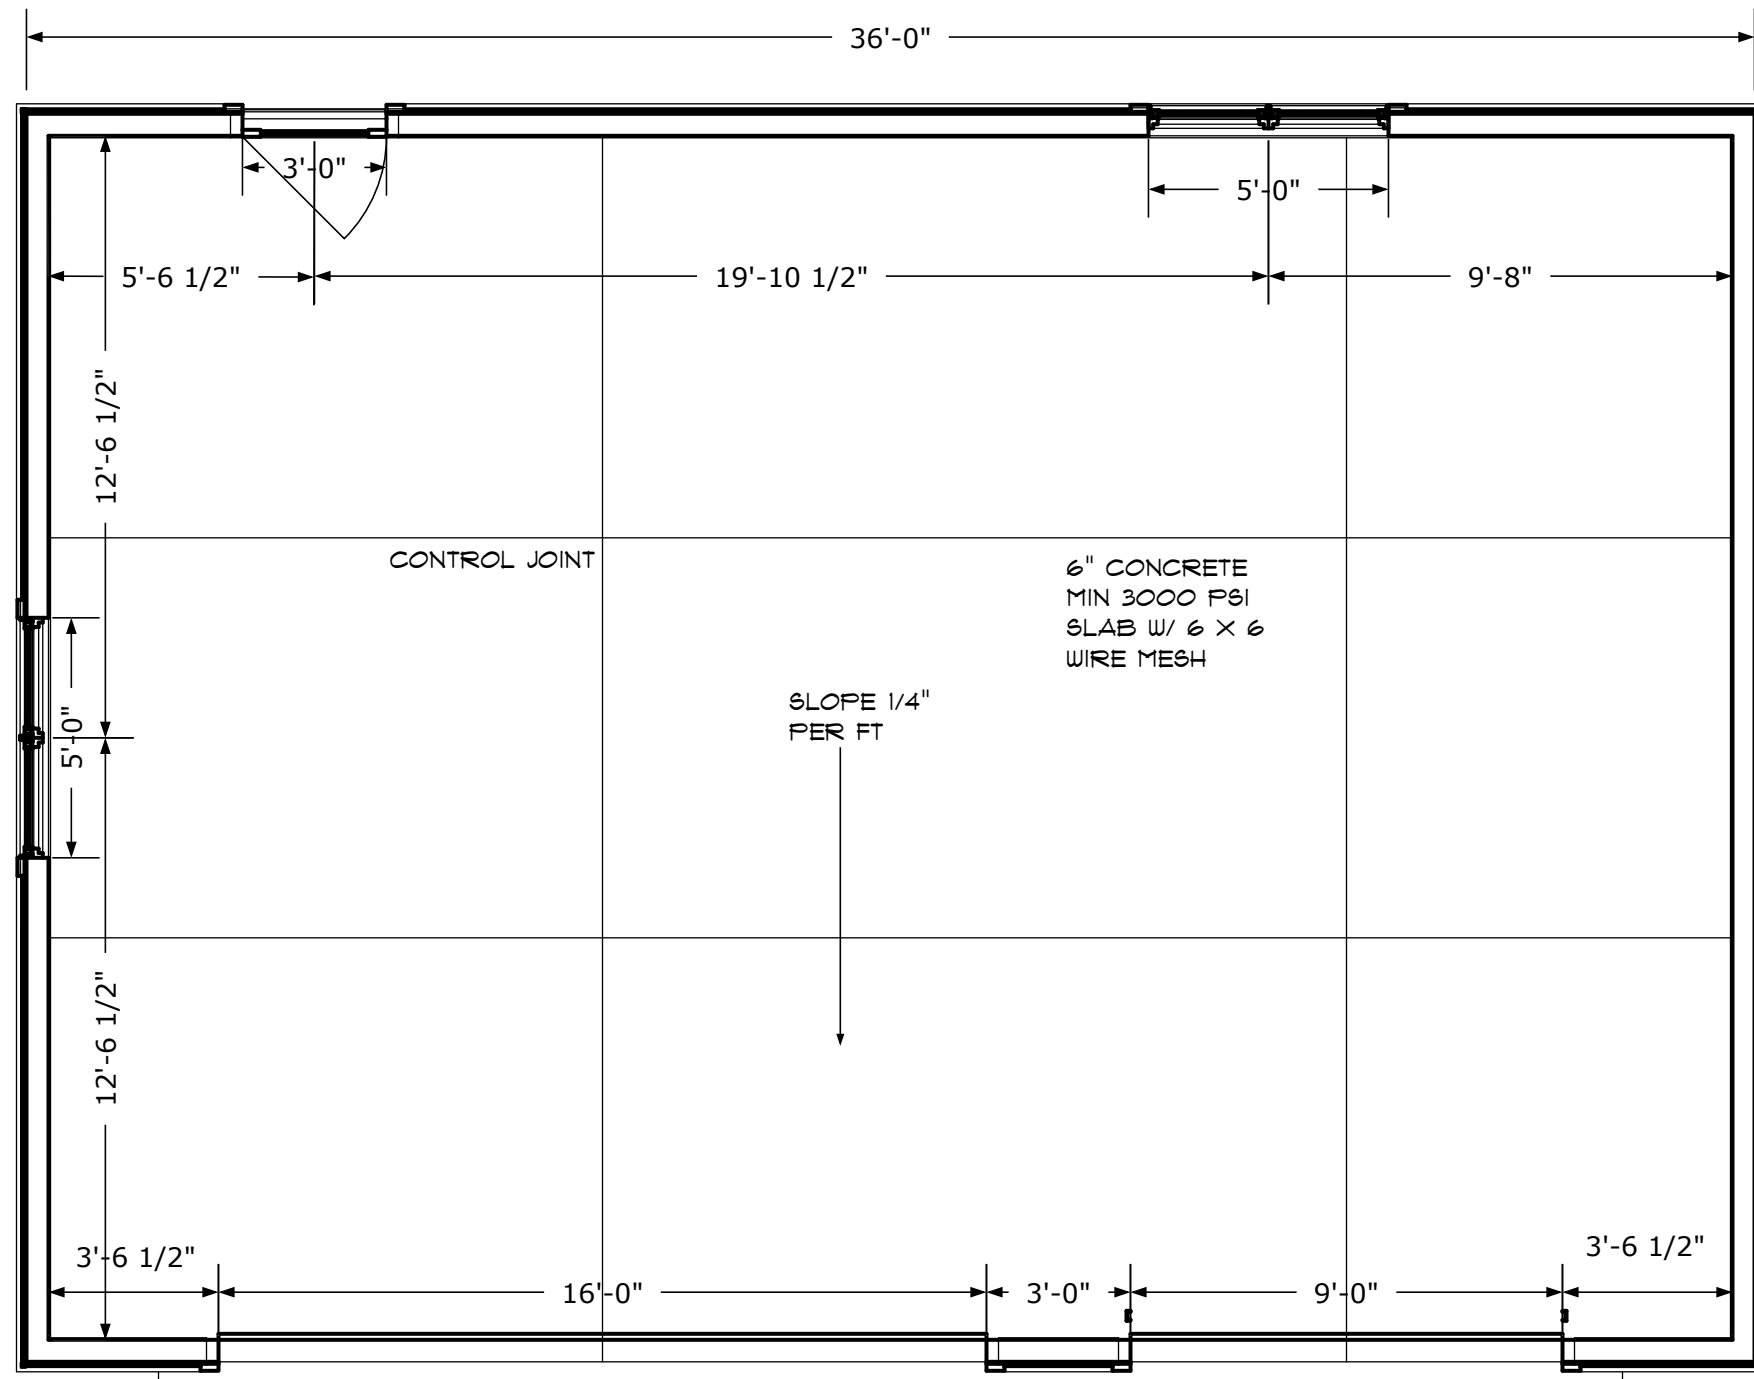 36'-0"
3'-0"
5'-0"
5'-6 1/2"
19'-10 1/2"
9'-8"
12'-6 1/2"
CONTROL JOINT
6" CONCRETE
MIN 3000 PSI
SLAB W/ 6 X 6
WIRE MESH
SLOPE 1/4"
PER FT
5'-0"
12'-6 1/2"
3'-6 1/2"
16'-0"
3'-0"
9'-0"
3'-6 1/2"